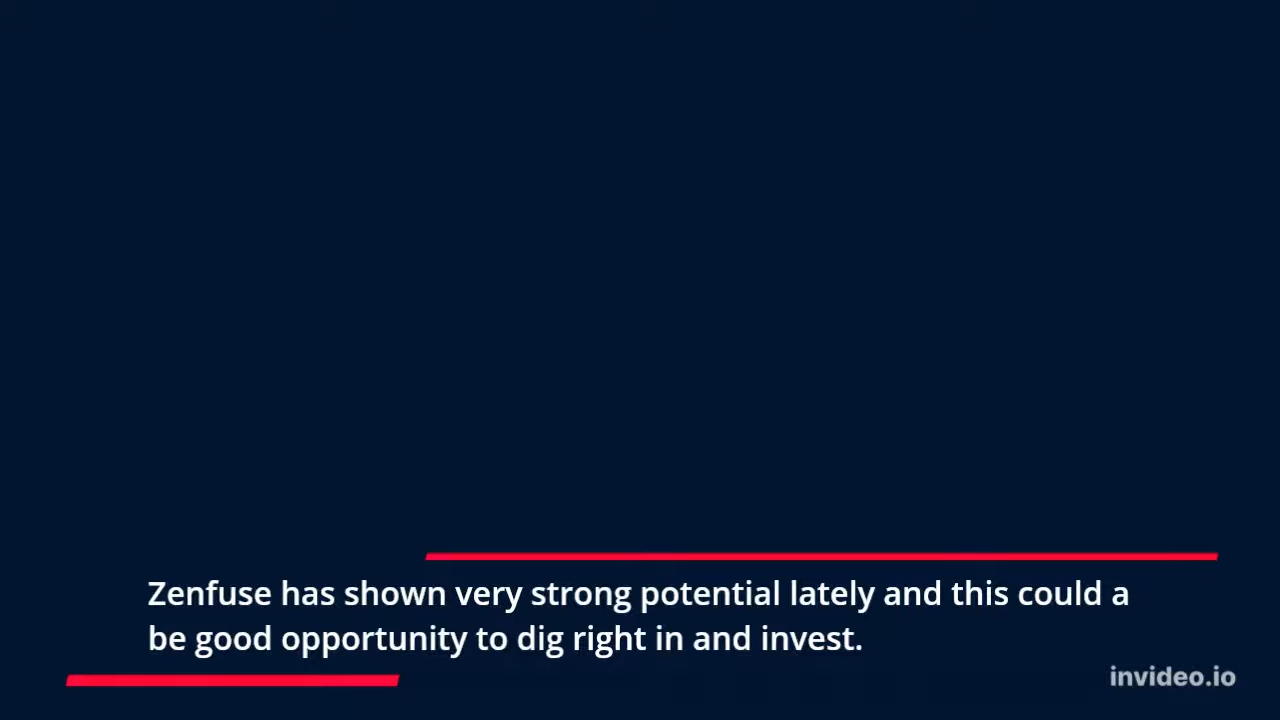 Zenfuse has shown very strong potential lately and this could a
be good opportunity to dig right in and invest.
invideo.io